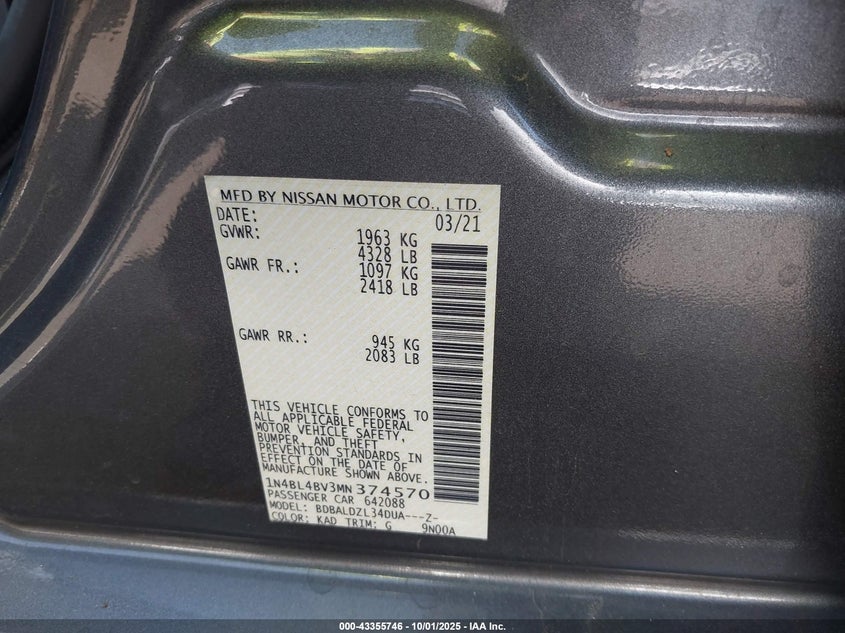 MFD BY NISSAN MOTOR CO., LTD.
DATE: 03/21
GVWR: 1963 KG
4328 LB
GAWR FR.: 1097 KG
2418 LB
GAWR RR.: 945 KG
2083 LB
THIS VEHICLE CONFORMS TO
ALL APPLICABLE FEDERAL
MOTOR VEHICLE SAFETY,
BUMPER, AND THEFT
PREVENTION STANDARDS IN
EFFECT ON THE DATE OF
MANUFACTURE SHOWN ABOVE.
1N4BL4BV3MN374570
PASSENGER CAR 642088
MODEL: BDBALDZL34DUA---Z-
COLOR: KAD TRIM: G 9N00A
000-43355746 - 10/01/2025 - IAA Inc.